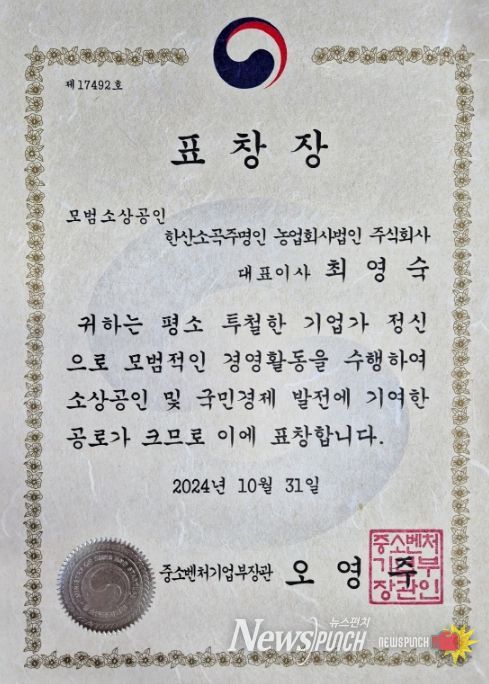 제17492호
표창장
모범소상공인
한산소곡주명인 농업회사법인 주식회사
대표이사 최영숙
귀하는 평소 투철한 기업가 정신
으로 모범적인 경영활동을 수행하여
소상공인 및 국민경제 발전에 기여한
공로가 크므로 이에 표창합니다.
2024년 10월 31일
중소벤처기업부장관 오영주
중소벤처
기업부
장관인
뉴스펀치
NEWSPUNCH
NEWSPUNCH